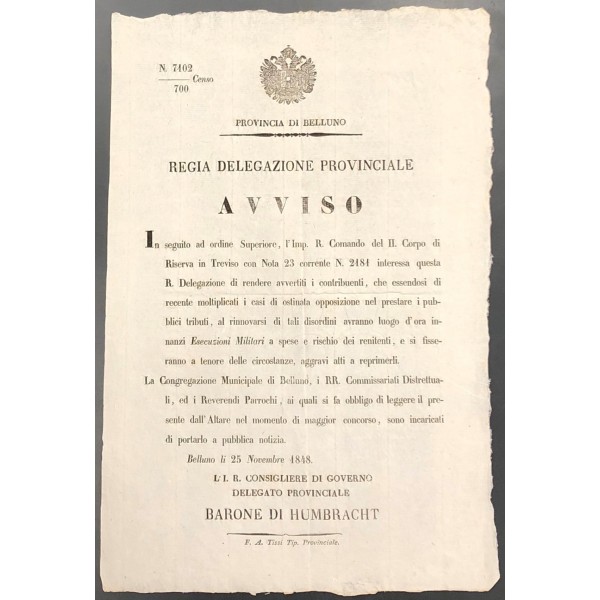 N. 7102
Censo
700
PROVINCIA DI BELLUNO
REGIA DELEGAZIONE PROVINCIALE
AVVISO
In seguito ad ordine Superiore, l'Imp. R. Comando del II. Corpo di
Riserva in Treviso con Nota 23 corrente N. 2181 interessa questa
R. Delegazione di rendere avvertiti i contribuenti, che essendosi di
recente moltiplicati i casi di ostinata opposizione nel prestare i pub-
blici tributi, al rinnovarsi di tali disordini avranno luogo d'ora in-
nanzi Esecuzioni Militari a spese e rischio dei renitenti, e si fisse-
ranno a tenore delle circostanze, aggravi atti a reprimerli.
La Congregazione Municipale di Belluno, i RR. Commissariati Distrettua-
li, ed i Reverendi Parrochi, ai quali si fa obbligo di leggere il pre-
sente dall'Altare nel momento di maggior concorso, sono incaricati
di portarlo a pubblica notizia.
Belluno li 25 Novembre 1848.
L'I. R. CONSIGLIERE DI GOVERNO
DELEGATO PROVINCIALE
BARONE DI HUMBRACHT
F. A. Tissi Tip. Provinciale.